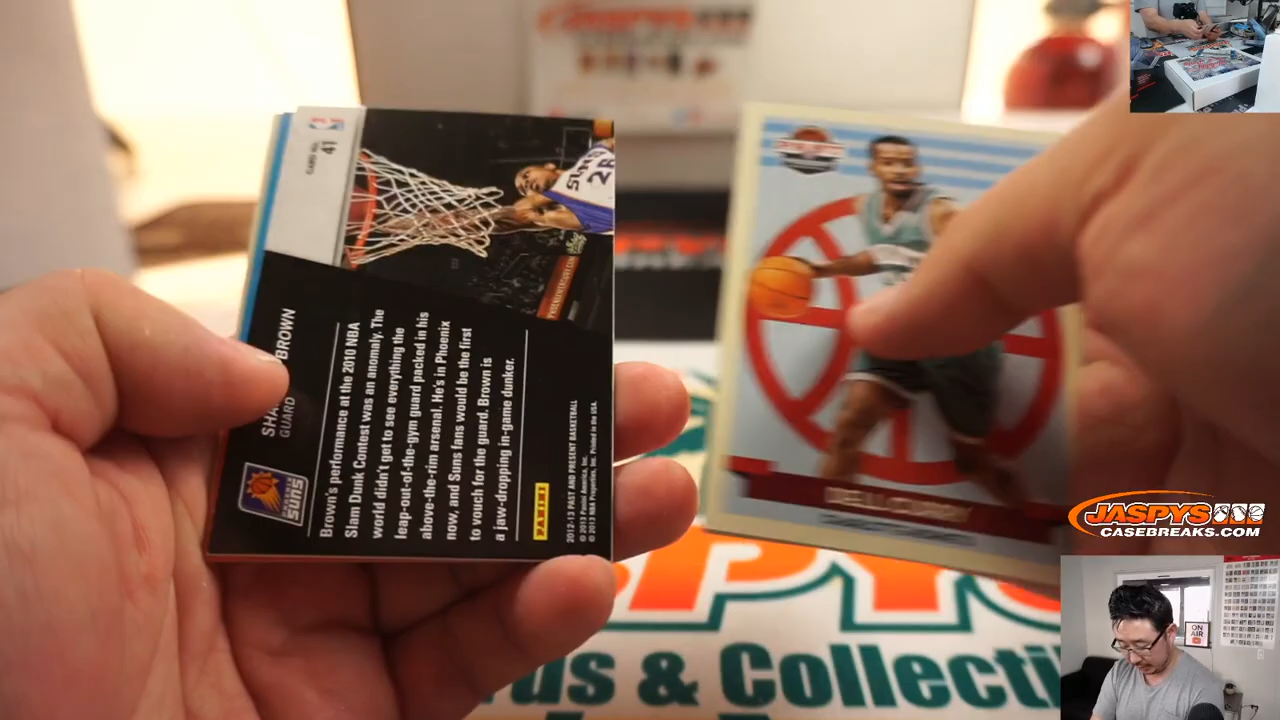 CARD NO.
41
SUNS
26
SHA BROWN
GUARD
PHOENIX
SUNS
Brown's performance at the 2010 NBA
Slam Dunk Contest was an anomaly. The
world didn't get to see everything the
leap-out-of-the-gym guard packed in his
above-the-rim arsenal. He's in Phoenix
now, and Suns fans would be the first
to vouch for the guard. Brown is
a jaw-dropping in-game dunker.
PANINI
2012-13 PAST AND PRESENT BASKETBALL
© 2013 Panini America, Inc.
© 2013 NBA Properties, Inc. Printed in the USA.
DELL CURRY
JASPYS
CASEBREAKS.COM
ON
AIR
& Collecti